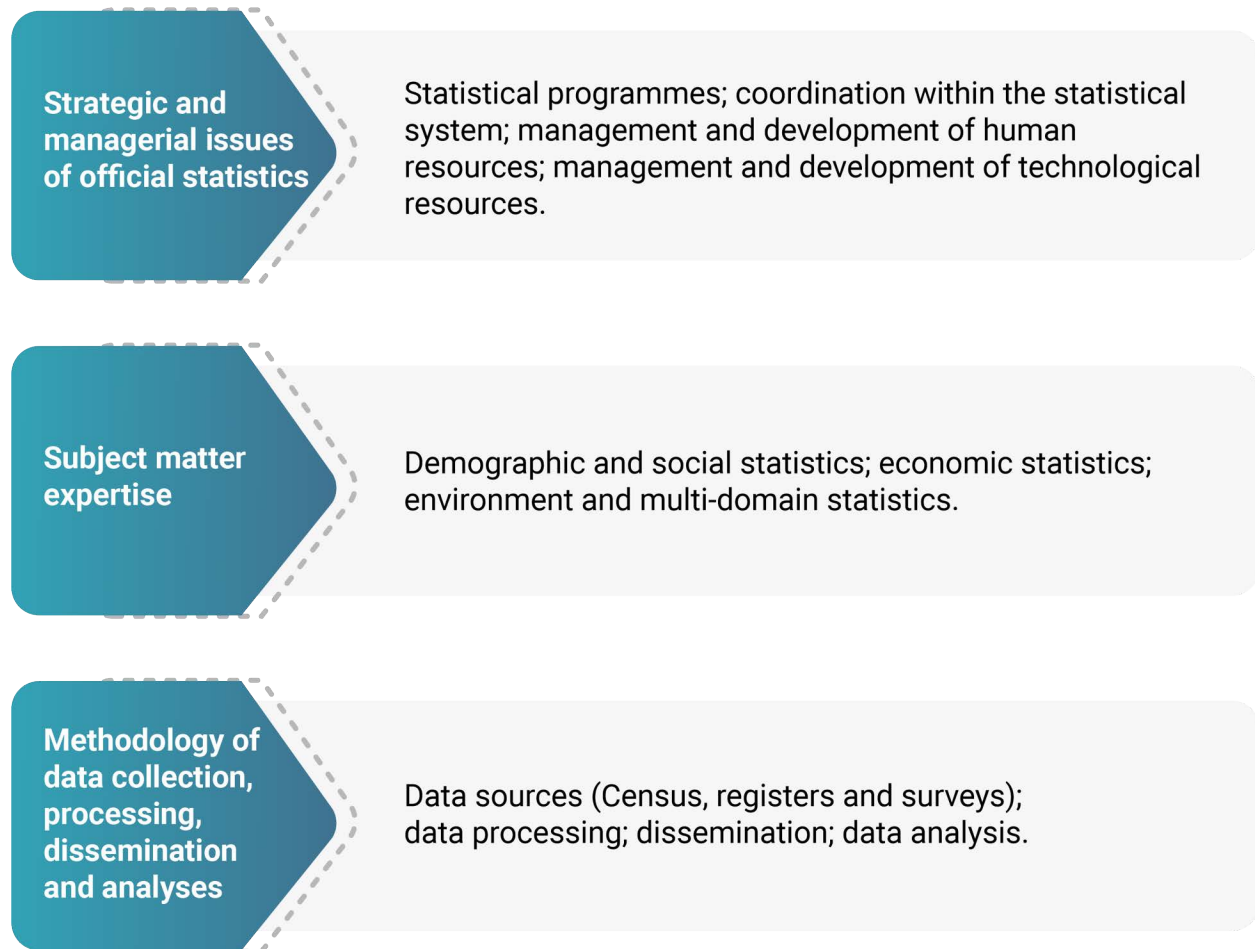 Strategic and
managerial issues
of official statistics
Statistical programmes; coordination within the statistical
system; management and development of human
resources; management and development of technological
resources.
Subject matter
expertise
Demographic and social statistics; economic statistics;
environment and multi-domain statistics.
Methodology of
data collection,
processing,
dissemination
and analyses
Data sources (Census, registers and surveys);
data processing; dissemination; data analysis.